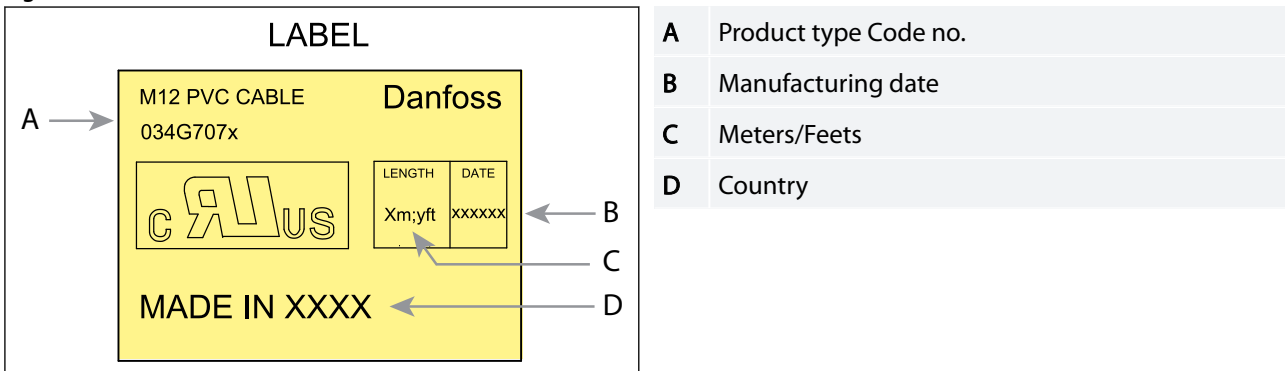 LABEL
M12 PVC CABLE
Danfoss
034G707x
LENGTH
DATE
Xm;yft
xxxxxx
c RU US
MADE IN XXXX
A
B
C
D
A Product type Code no.
B Manufacturing date
C Meters/Feets
D Country